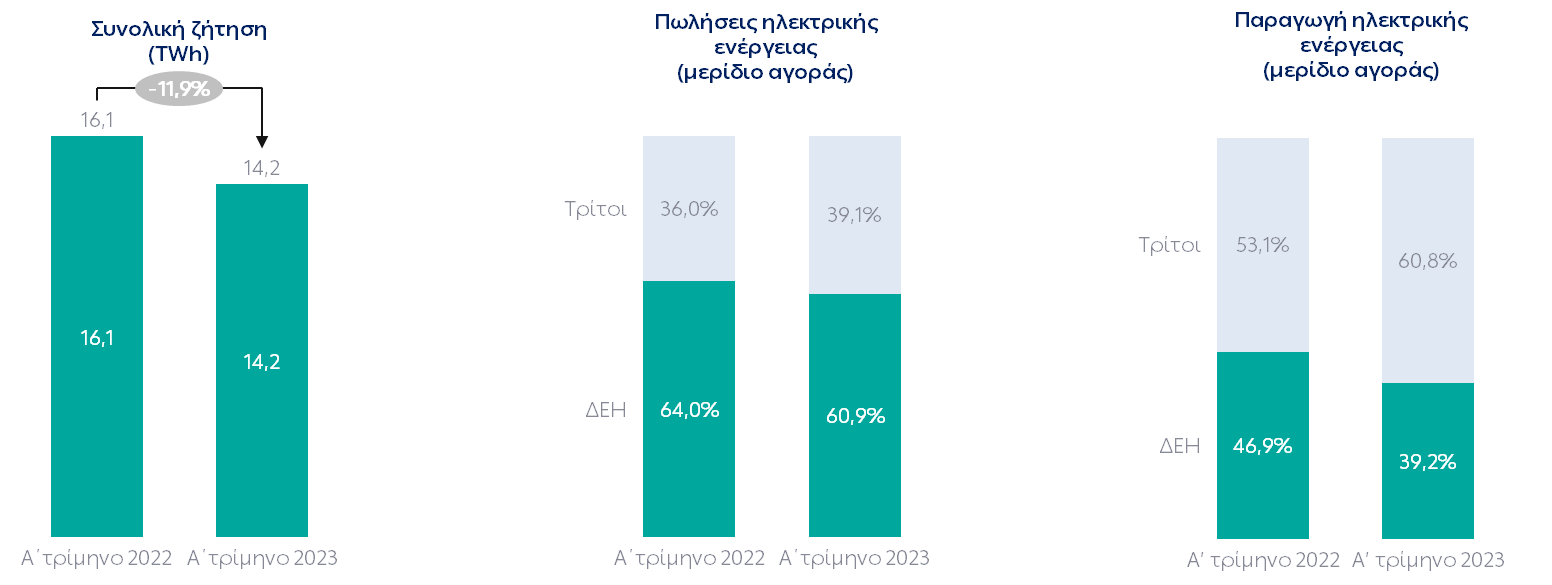 Συνολική ζήτηση
(TWh)
-11,9%
16,1
14,2
16,1
14,2
Α΄τρίμηνο 2022
Α΄τρίμηνο 2023
Πωλήσεις ηλεκτρικής
ενέργειας
(μερίδιο αγοράς)
Τρίτοι
36,0%
39,1%
ΔΕΗ
64,0%
60,9%
Α΄τρίμηνο 2022
Α΄τρίμηνο 2023
Παραγωγή ηλεκτρικής
ενέργειας
(μερίδιο αγοράς)
Τρίτοι
53,1%
60,8%
ΔΕΗ
46,9%
39,2%
Α’ τρίμηνο 2022
Α’ τρίμηνο 2023